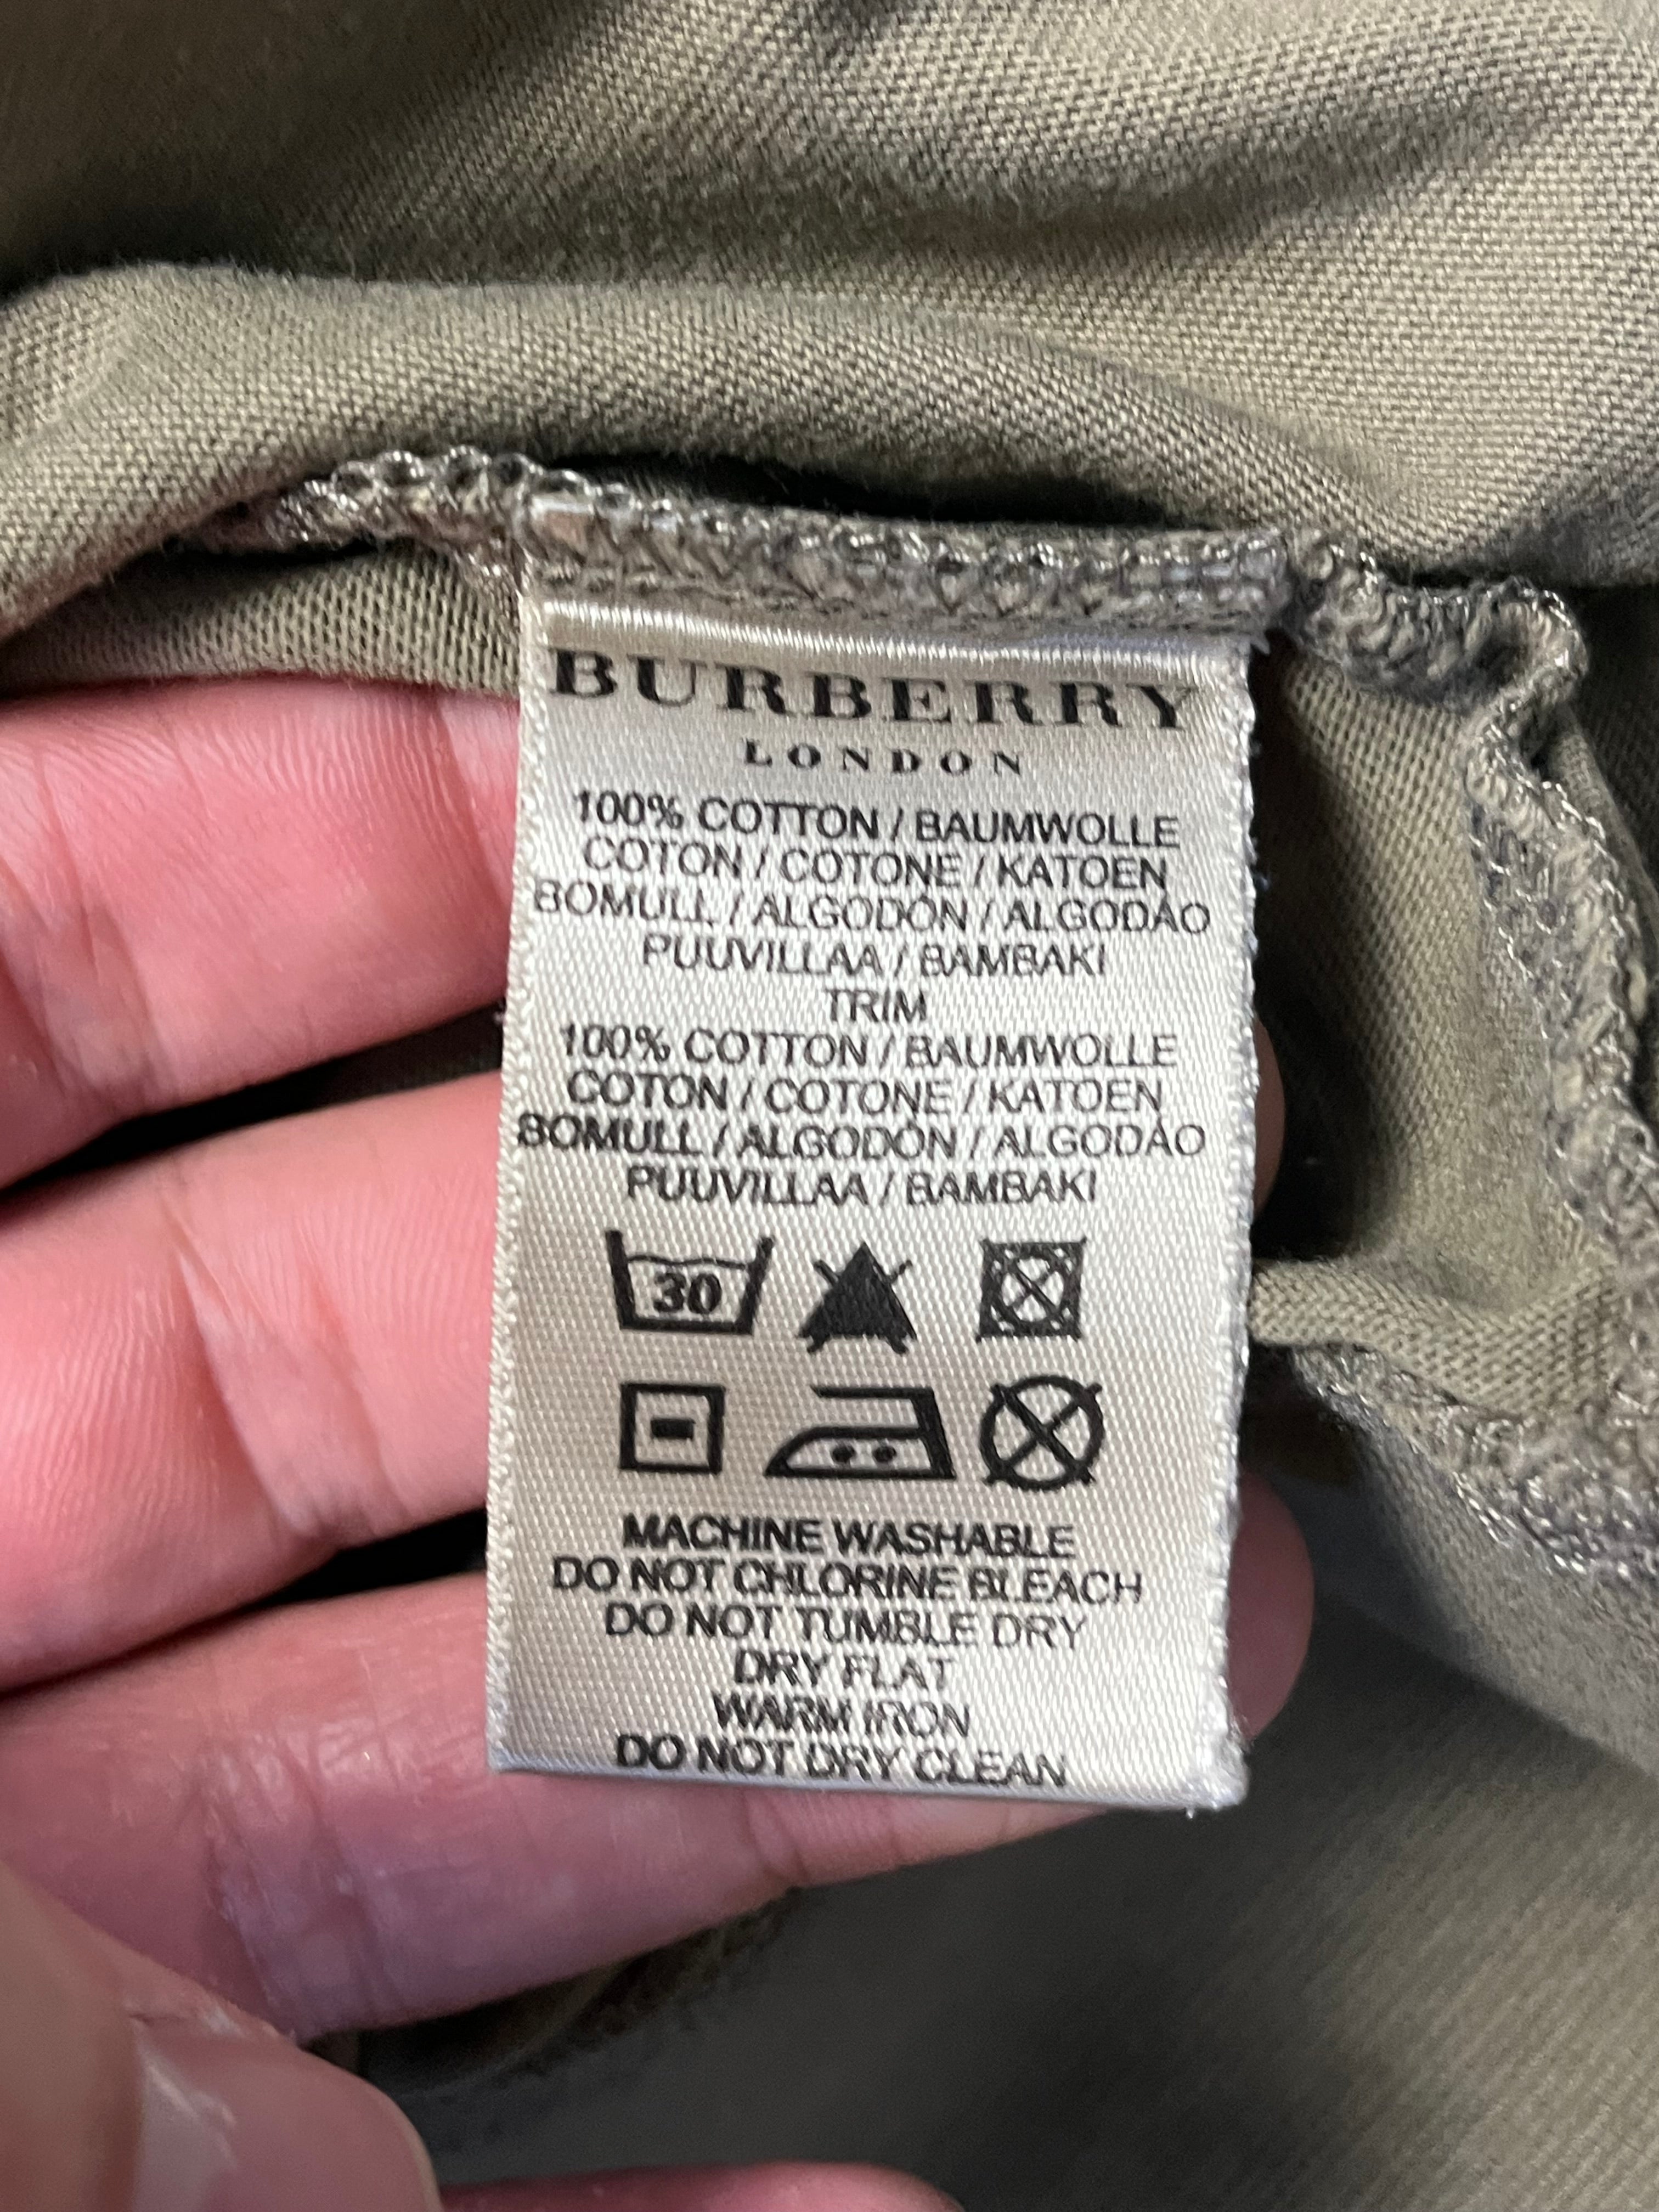 BURBERRY
LONDON
100% COTTON / BAUMWOLLE
COTON / COTONE / KATOEN
BOMULL / ALGODÓN / ALGODÃO
PUUVILLAA / BAMBAKI
TRIM
100% COTTON / BAUMWOLLE
COTON / COTONE / KATOEN
BOMULL / ALGODÓN / ALGODÃO
PUUVILLAA / BAMBAKI
30
MACHINE WASHABLE
DO NOT CHLORINE BLEACH
DO NOT TUMBLE DRY
DRY FLAT
WARM IRON
DO NOT DRY CLEAN